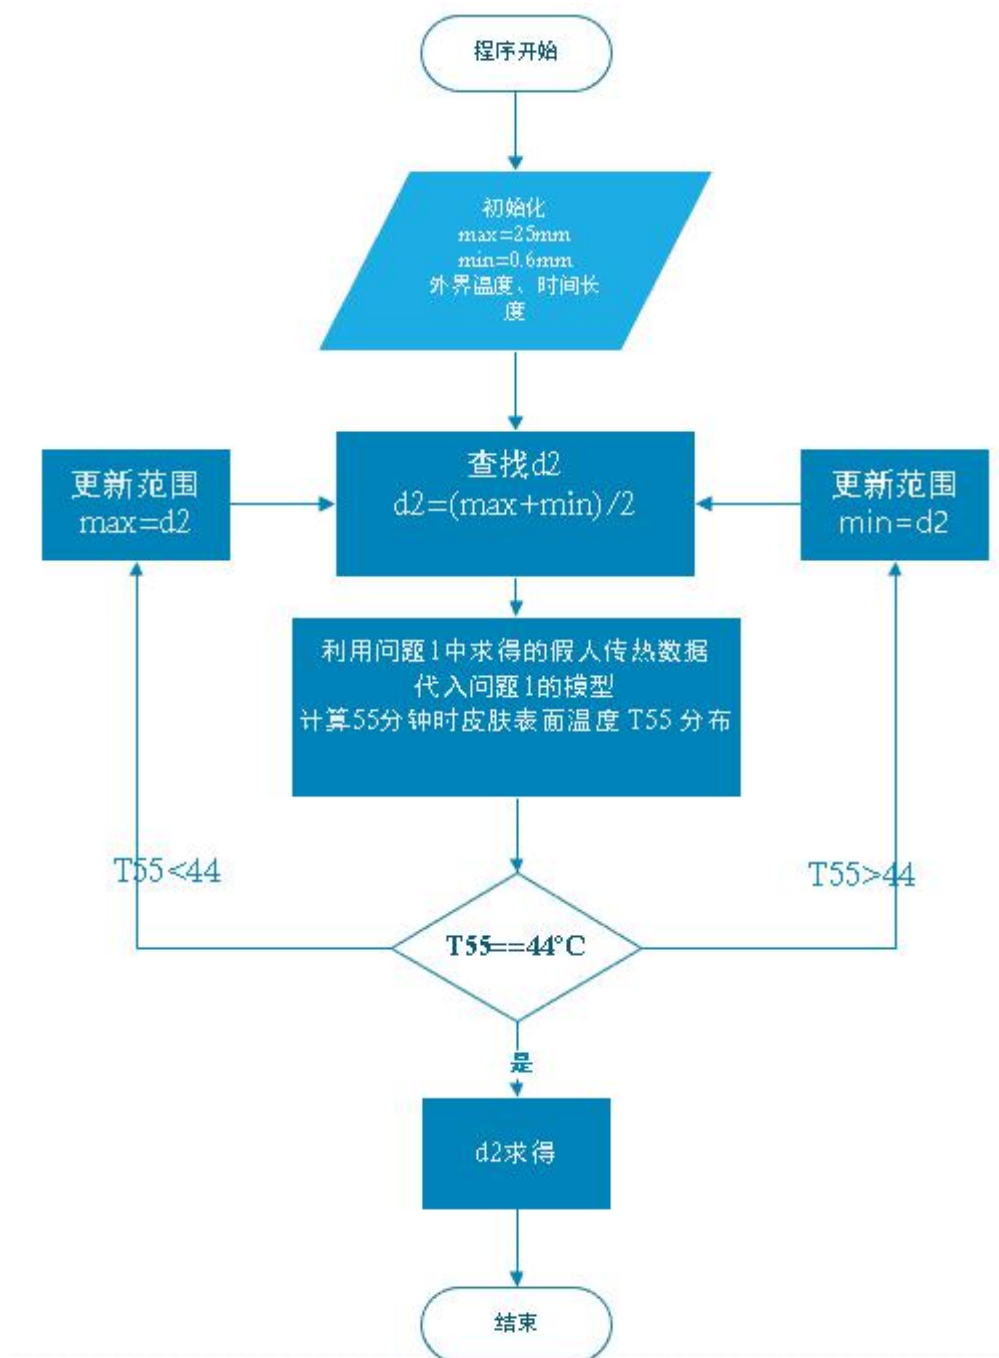 程序开始
初始化
max=25mm
min=0.6mm
外界温度、时间长
度
查找d2
d2=(max+min)/2
更新范围
max=d2
更新范围
min=d2
利用问题1中求得的假人传热数据
代入问题1的模型
计算55分钟时皮肤表面温度 T55 分布
T55<44
T55>44
T55==44°C
是
d2求得
结束